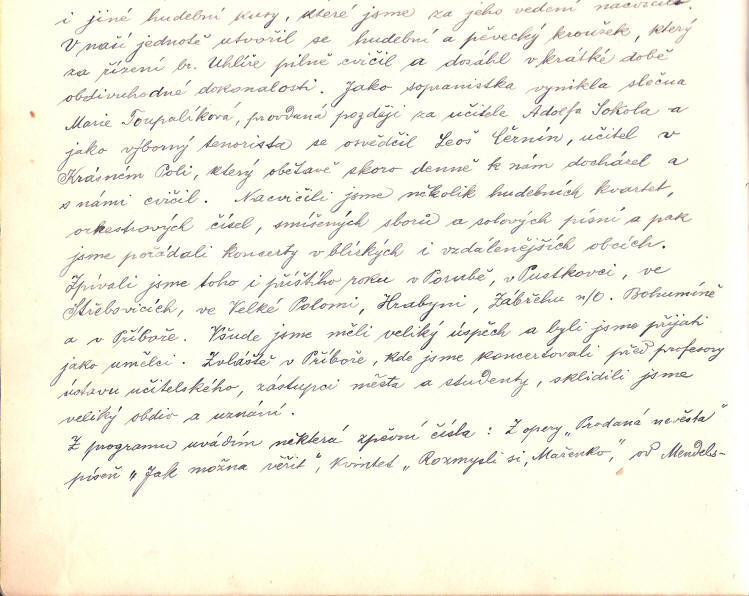 i jiné hudební kusy, které jsme za jeho vedení nacvičili.
V naší jednotě utvořil se hudební a pěvecký kroužek, který
za řízení br. Uhlíře pilně cvičil a dosáhl v krátké době
obdivuhodné dokonalosti. Jako sopranistka vynikla slečna
Marie Toupalíková, provdaná později za učitele Adolfa Sokola a
jako výborný tenorista se osvědčil Leoš Černín, učitel v
Krásném Poli, který obětavě skoro denně k nám docházel a
s námi cvičil. Nacvičili jsme několik hudebních kvartet,
orkestrových čísel, smíšených sborů a solových písní a pak
jsme pořádali koncerty v blízkých i vzdálenějších obcích.
Zpívali jsme toho i příštího roku v Porubě, v Pustkovci, ve
Střebovicích, ve Velké Polomi, Hrabyni, Zábřehu n/O. Bohumíně
a v Příboře. Všude jsme měli veliký úspěch a byli jsme přijati
jako umělci. Zvláště v Příboře, kde jsme koncertovali před profesory
ústavu učitelského, zástupci města a studenty, sklidili jsme
veliký obdiv a uznání.
Z programu uvádím některá zpěvní čísla : Z opery „Prodaná nevěsta"
píseň „Jak možna věřit", kvintet „Rozmysli si, Mařenko," od Mendels-